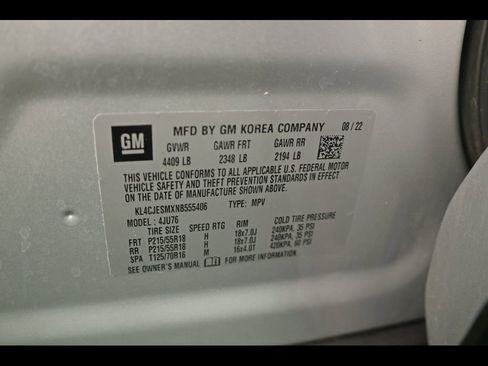 GM
MFD BY GM KOREA COMPANY 08/22
GVWR GAWR FRT GAWR RR
4409 LB 2348 LB 2194 LB
THIS VEHICLE CONFORMS TO ALL APPLICABLE U.S. FEDERAL MOTOR
VEHICLE SAFETY AND THEFT PREVENTION STANDARDS IN EFFECT
ON THE DATE OF MANUFACTURE SHOWN ABOVE.
KL4CJESMXNB555406 TYPE: MPV
MODEL: 4JU76
TIRE SIZE SPEED RTG RIM COLD TIRE PRESSURE
FRT P215/55R18 H 18x7.0J 240KPA, 35 PSI
RR P215/55R18 H 18x7.0J 240KPA, 35 PSI
SPA T125/70R16 M 16x4.0T 420KPA, 60 PSI
SEE OWNER'S MANUAL FOR MORE INFORMATION